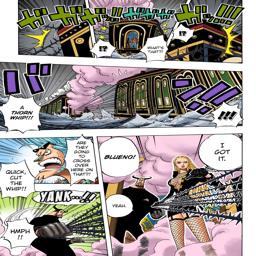 !?
WHAT'S
THAT?!
!?
A
THORN
WHIP!!!
!!!
ARE
THEY
GOING TO
CROSS
OVER HERE
ON THAT?!
QUICK,
CUT THE
WHIP!!!
BLUENO!
I
GOT
IT.
YEAH.
YANK...!!
HMPH
!!